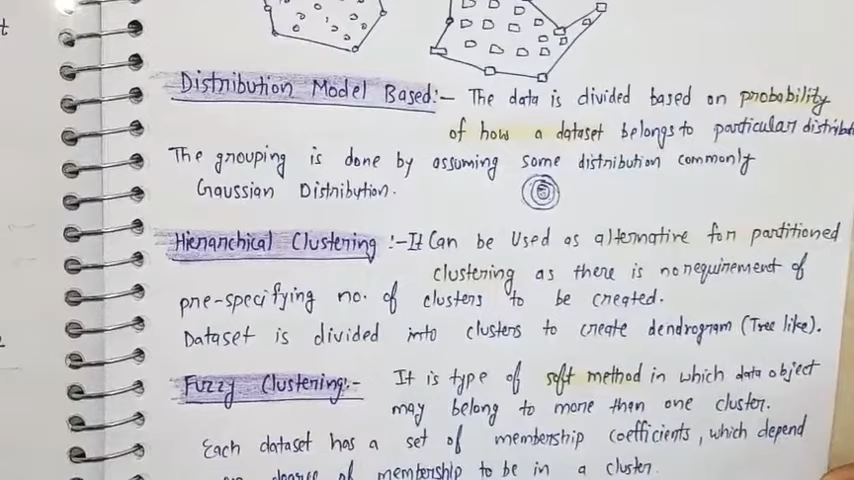 Distribution Model Based:- The data is divided based on probability
of how a dataset belongs to particular
The grouping is done by assuming some distribution commonly
Gaussian Distribution.
Hierarchical Clustering :- It Can be Used as alternative for partitioned
clustering as there is no requirement of
pre-specifying no. of clusters to be created.
Dataset is divided into clusters to create dendrogram (Tree like).
Fuzzy Clustering:- It is type of soft method in which data object
may belong to more than one cluster.
Each dataset has a set of membership coefficients, which depend
degree of membership to be in a cluster.